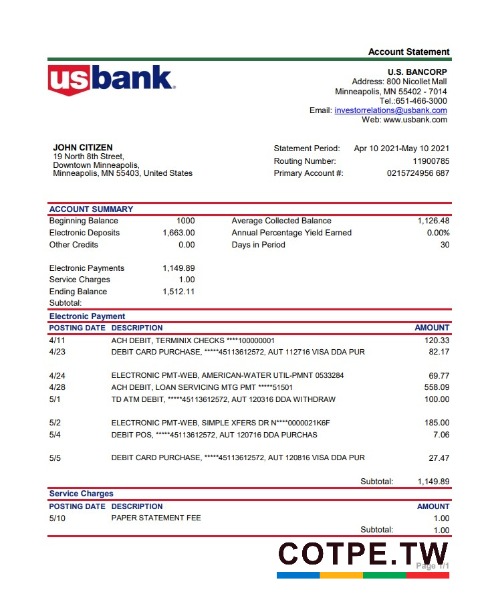 Account Statement
usbank.
U.S. BANCORP
Address: 800 Nicollet Mall
Minneapolis, MN 55402 - 7014
Tel.:651-466-3000
Email: investorrelations@usbank.com
Web: www.usbank.com
JOHN CITIZEN
19 North 8th Street,
Downtown Minneapolis,
Minneapolis, MN 55403, United States
Statement Period: Apr 10 2021-May 10 2021
Routing Number: 11900785
Primary Account #: 0215724956 687
ACCOUNT SUMMARY
Beginning Balance 1000 Average Collected Balance 1,126.48
Electronic Deposits 1,663.00 Annual Percentage Yield Earned 0.00%
Other Credits 0.00 Days in Period 30
Electronic Payments 1,149.89
Service Charges 1.00
Ending Balance 1,512.11
Subtotal:
Electronic Payment
POSTING DATE DESCRIPTION AMOUNT
4/11 ACH DEBIT, TERMINIX CHECKS ****100000001 120.33
4/23 DEBIT CARD PURCHASE, *****45113612572, AUT 112716 VISA DDA PUR 82.17
4/24 ELECTRONIC PMT-WEB, AMERICAN-WATER UTIL-PMNT 0533284 69.77
4/28 ACH DEBIT, LOAN SERVICING MTG PMT *****51501 558.09
5/1 TD ATM DEBIT, *****45113612572, AUT 120316 DDA WITHDRAW 100.00
5/2 ELECTRONIC PMT-WEB, SIMPLE XFERS DR N****0000021K6F 185.00
5/4 DEBIT POS, *****45113612572, AUT 120716 DDA PURCHAS 7.06
5/5 DEBIT CARD PURCHASE, *****45113612572, AUT 120816 VISA DDA PUR 27.47
Subtotal: 1,149.89
Service Charges
POSTING DATE DESCRIPTION AMOUNT
5/10 PAPER STATEMENT FEE 1.00
Subtotal: 1.00
COTPE.TW
Page 1/1